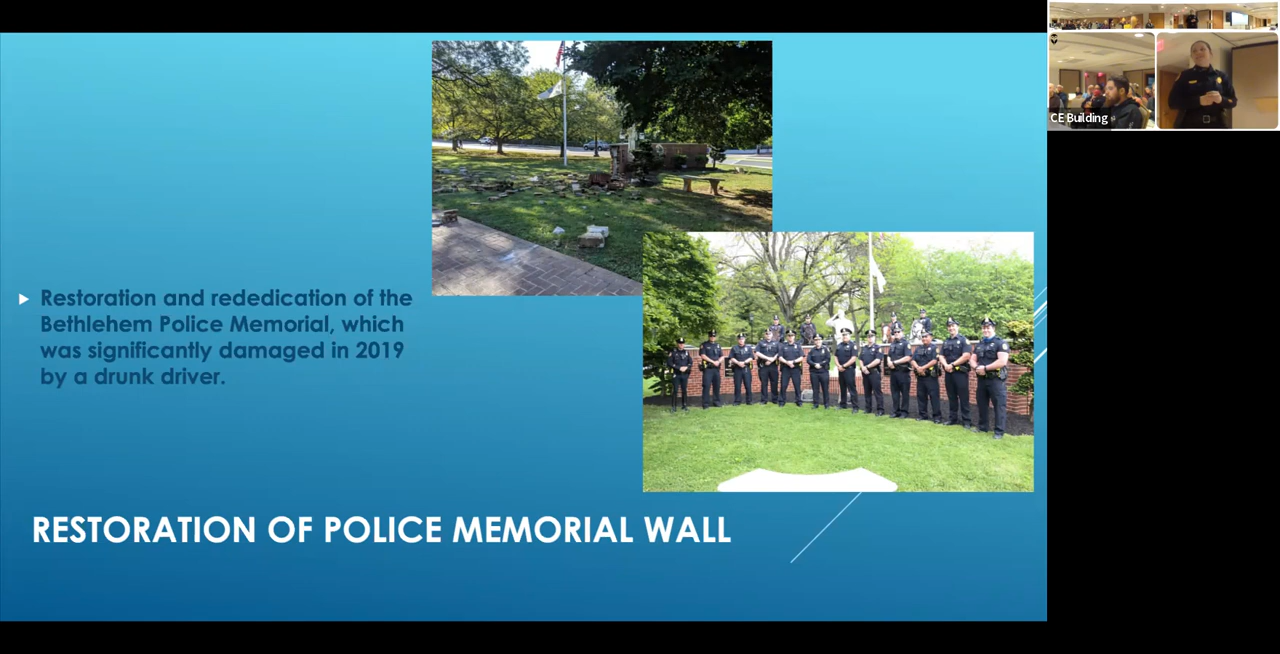 CE Building
Restoration and rededication of the
Bethlehem Police Memorial, which
was significantly damaged in 2019
by a drunk driver.
RESTORATION OF POLICE MEMORIAL WALL